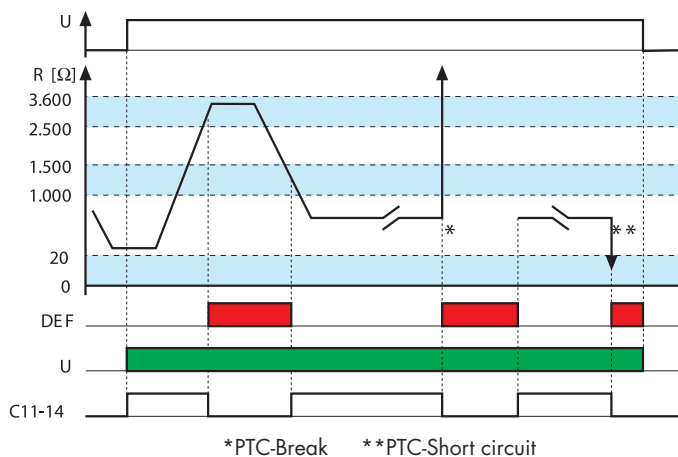 U
R [Ω]
3.600
2.500
1.500
1.000
*
**
20
0
DEF
U
C11-14
*PTC-Break **PTC-Short circuit